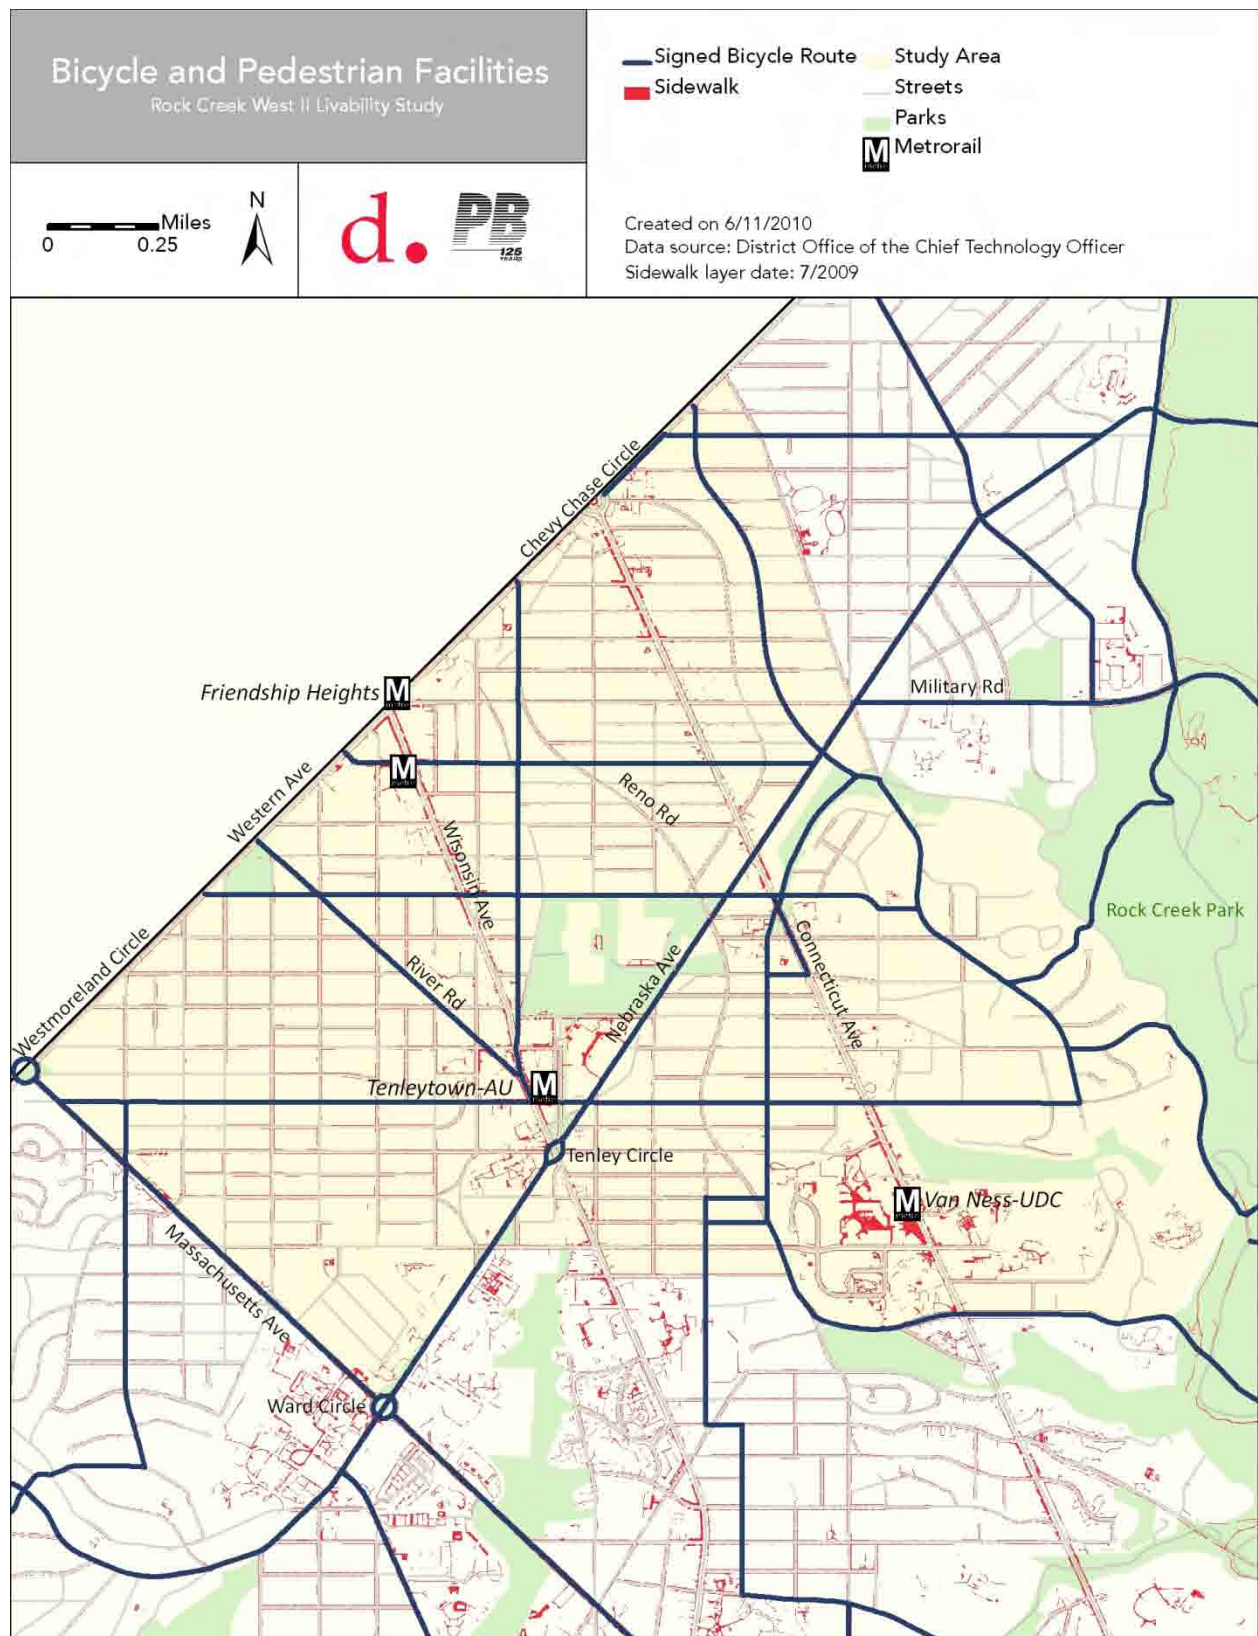 Bicycle and Pedestrian Facilities
Rock Creek West II Livability Study
Miles
0 0.25
N
d.
PB
125
YEARS
Signed Bicycle Route
Sidewalk
Study Area
Streets
Parks
M Metrorail
Created on 6/11/2010
Data source: District Office of the Chief Technology Officer
Sidewalk layer date: 7/2009
Chevy Chase Circle
Friendship Heights M
Military Rd
M
Western Ave
Reno Rd
Wisonsin Ave
Rock Creek Park
Westmoreland Circle
River Rd
Nebraska Ave
Connecticut Ave
Tenleytown-AU M
Tenley Circle
M Van Ness-UDC
Massachusetts Ave
Ward Circle